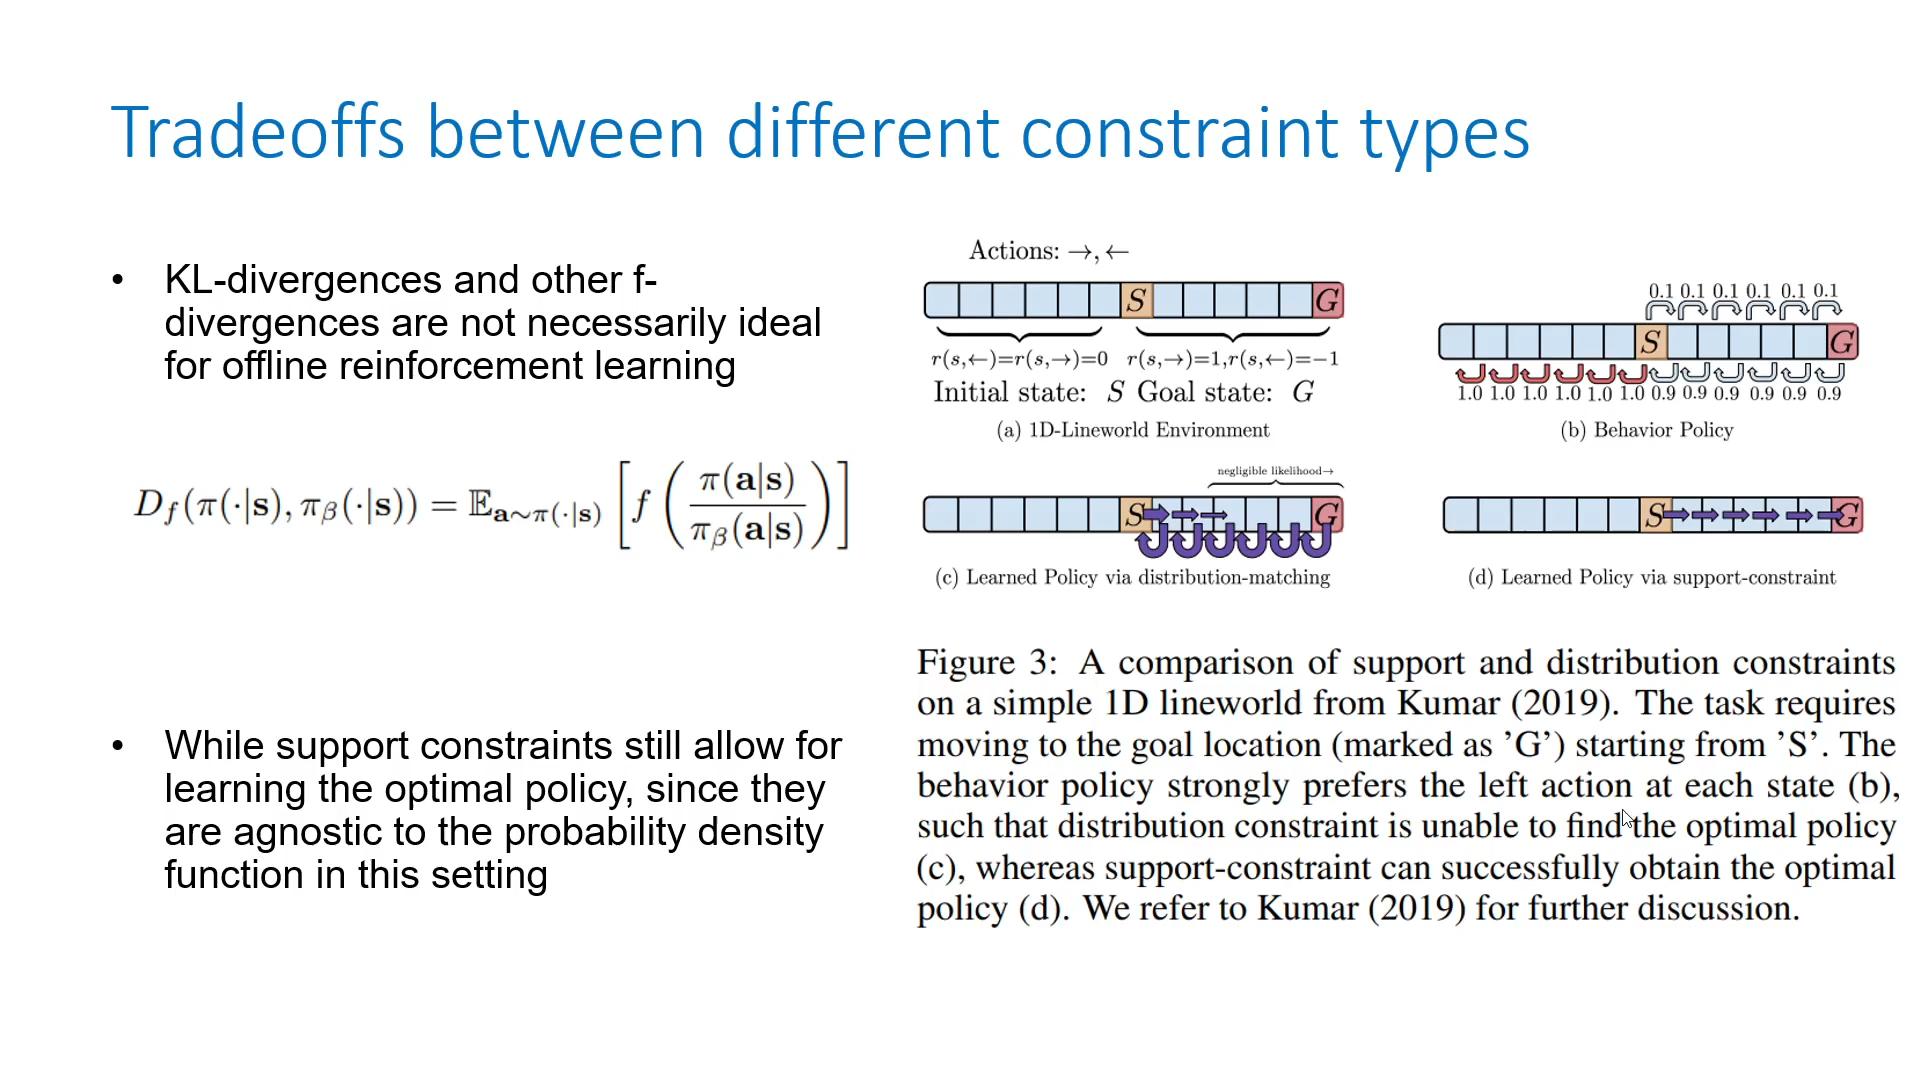 Tradeoffs between different constraint types
• KL-divergences and other f-
divergences are not necessarily ideal
for offline reinforcement learning
D_f(π(·|s), π_β(·|s)) = 𝔼_{a∼π(·|s)} [ f ( π(a|s) / π_β(a|s) ) ]
• While support constraints still allow for
learning the optimal policy, since they
are agnostic to the probability density
function in this setting
Actions: →, ←
S G
r(s,←)=r(s,→)=0 r(s,→)=1,r(s,←)=−1
Initial state: S Goal state: G
(a) 1D-Lineworld Environment
0.1 0.1 0.1 0.1 0.1 0.1
S G
1.0 1.0 1.0 1.0 1.0 1.0 0.9 0.9 0.9 0.9 0.9 0.9
(b) Behavior Policy
negligible likelihood→
S G
(c) Learned Policy via distribution-matching
S G
(d) Learned Policy via support-constraint
Figure 3: A comparison of support and distribution constraints
on a simple 1D lineworld from Kumar (2019). The task requires
moving to the goal location (marked as ’G’) starting from ’S’. The
behavior policy strongly prefers the left action at each state (b),
such that distribution constraint is unable to find the optimal policy
(c), whereas support-constraint can successfully obtain the optimal
policy (d). We refer to Kumar (2019) for further discussion.